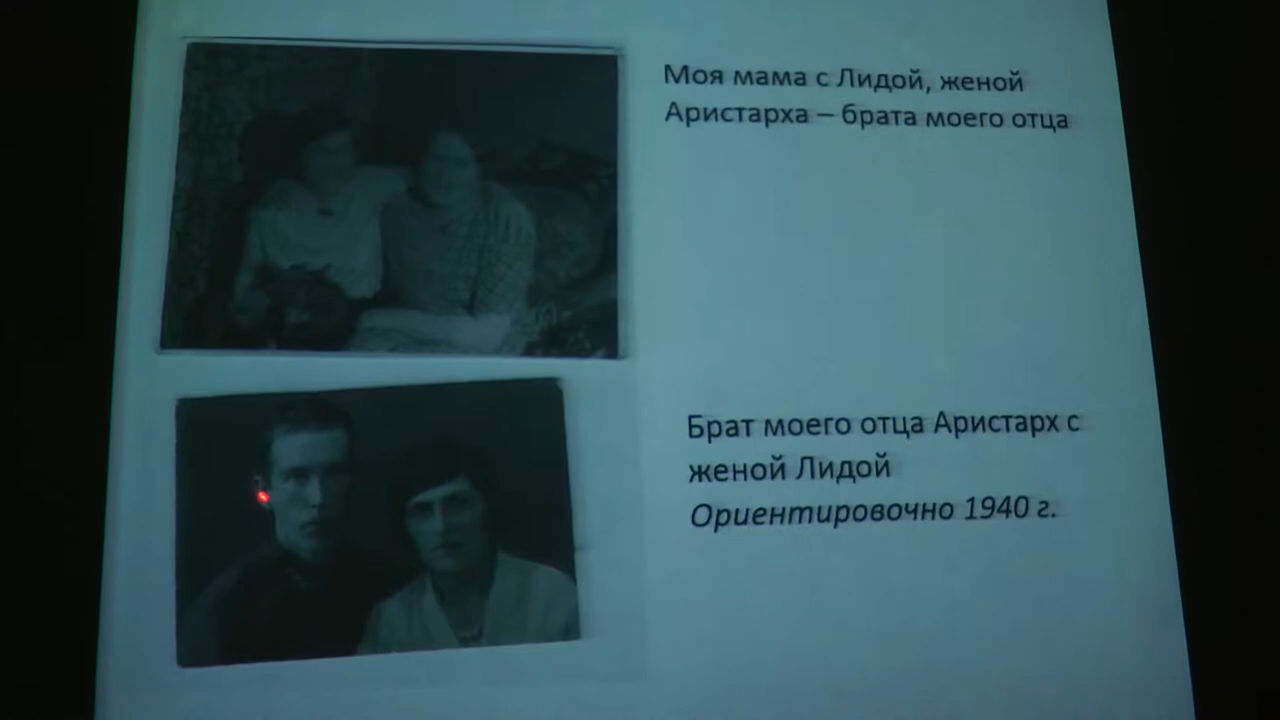 Моя мама с Лидой, женой
Аристарха – брата моего отца
Брат моего отца Аристарх с
женой Лидой
Ориентировочно 1940 г.